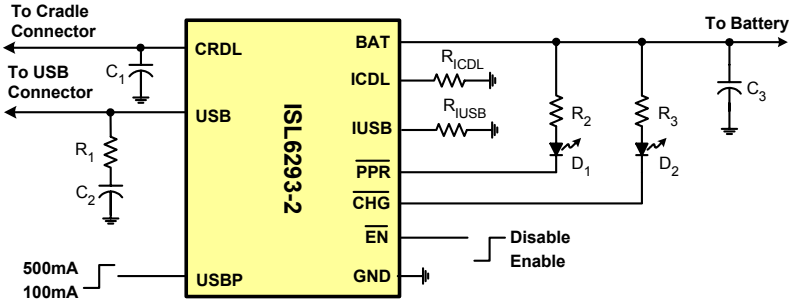 To Cradle
Connector
CRDL
C1
To USB
Connector
USB
R1
C2
500mA
100mA
USBP
ISL6293-2
BAT
ICDL
IUSB
PPR
CHG
EN
GND
RICDL
RIUSB
To Battery
R2
D1
R3
D2
C3
Disable
Enable